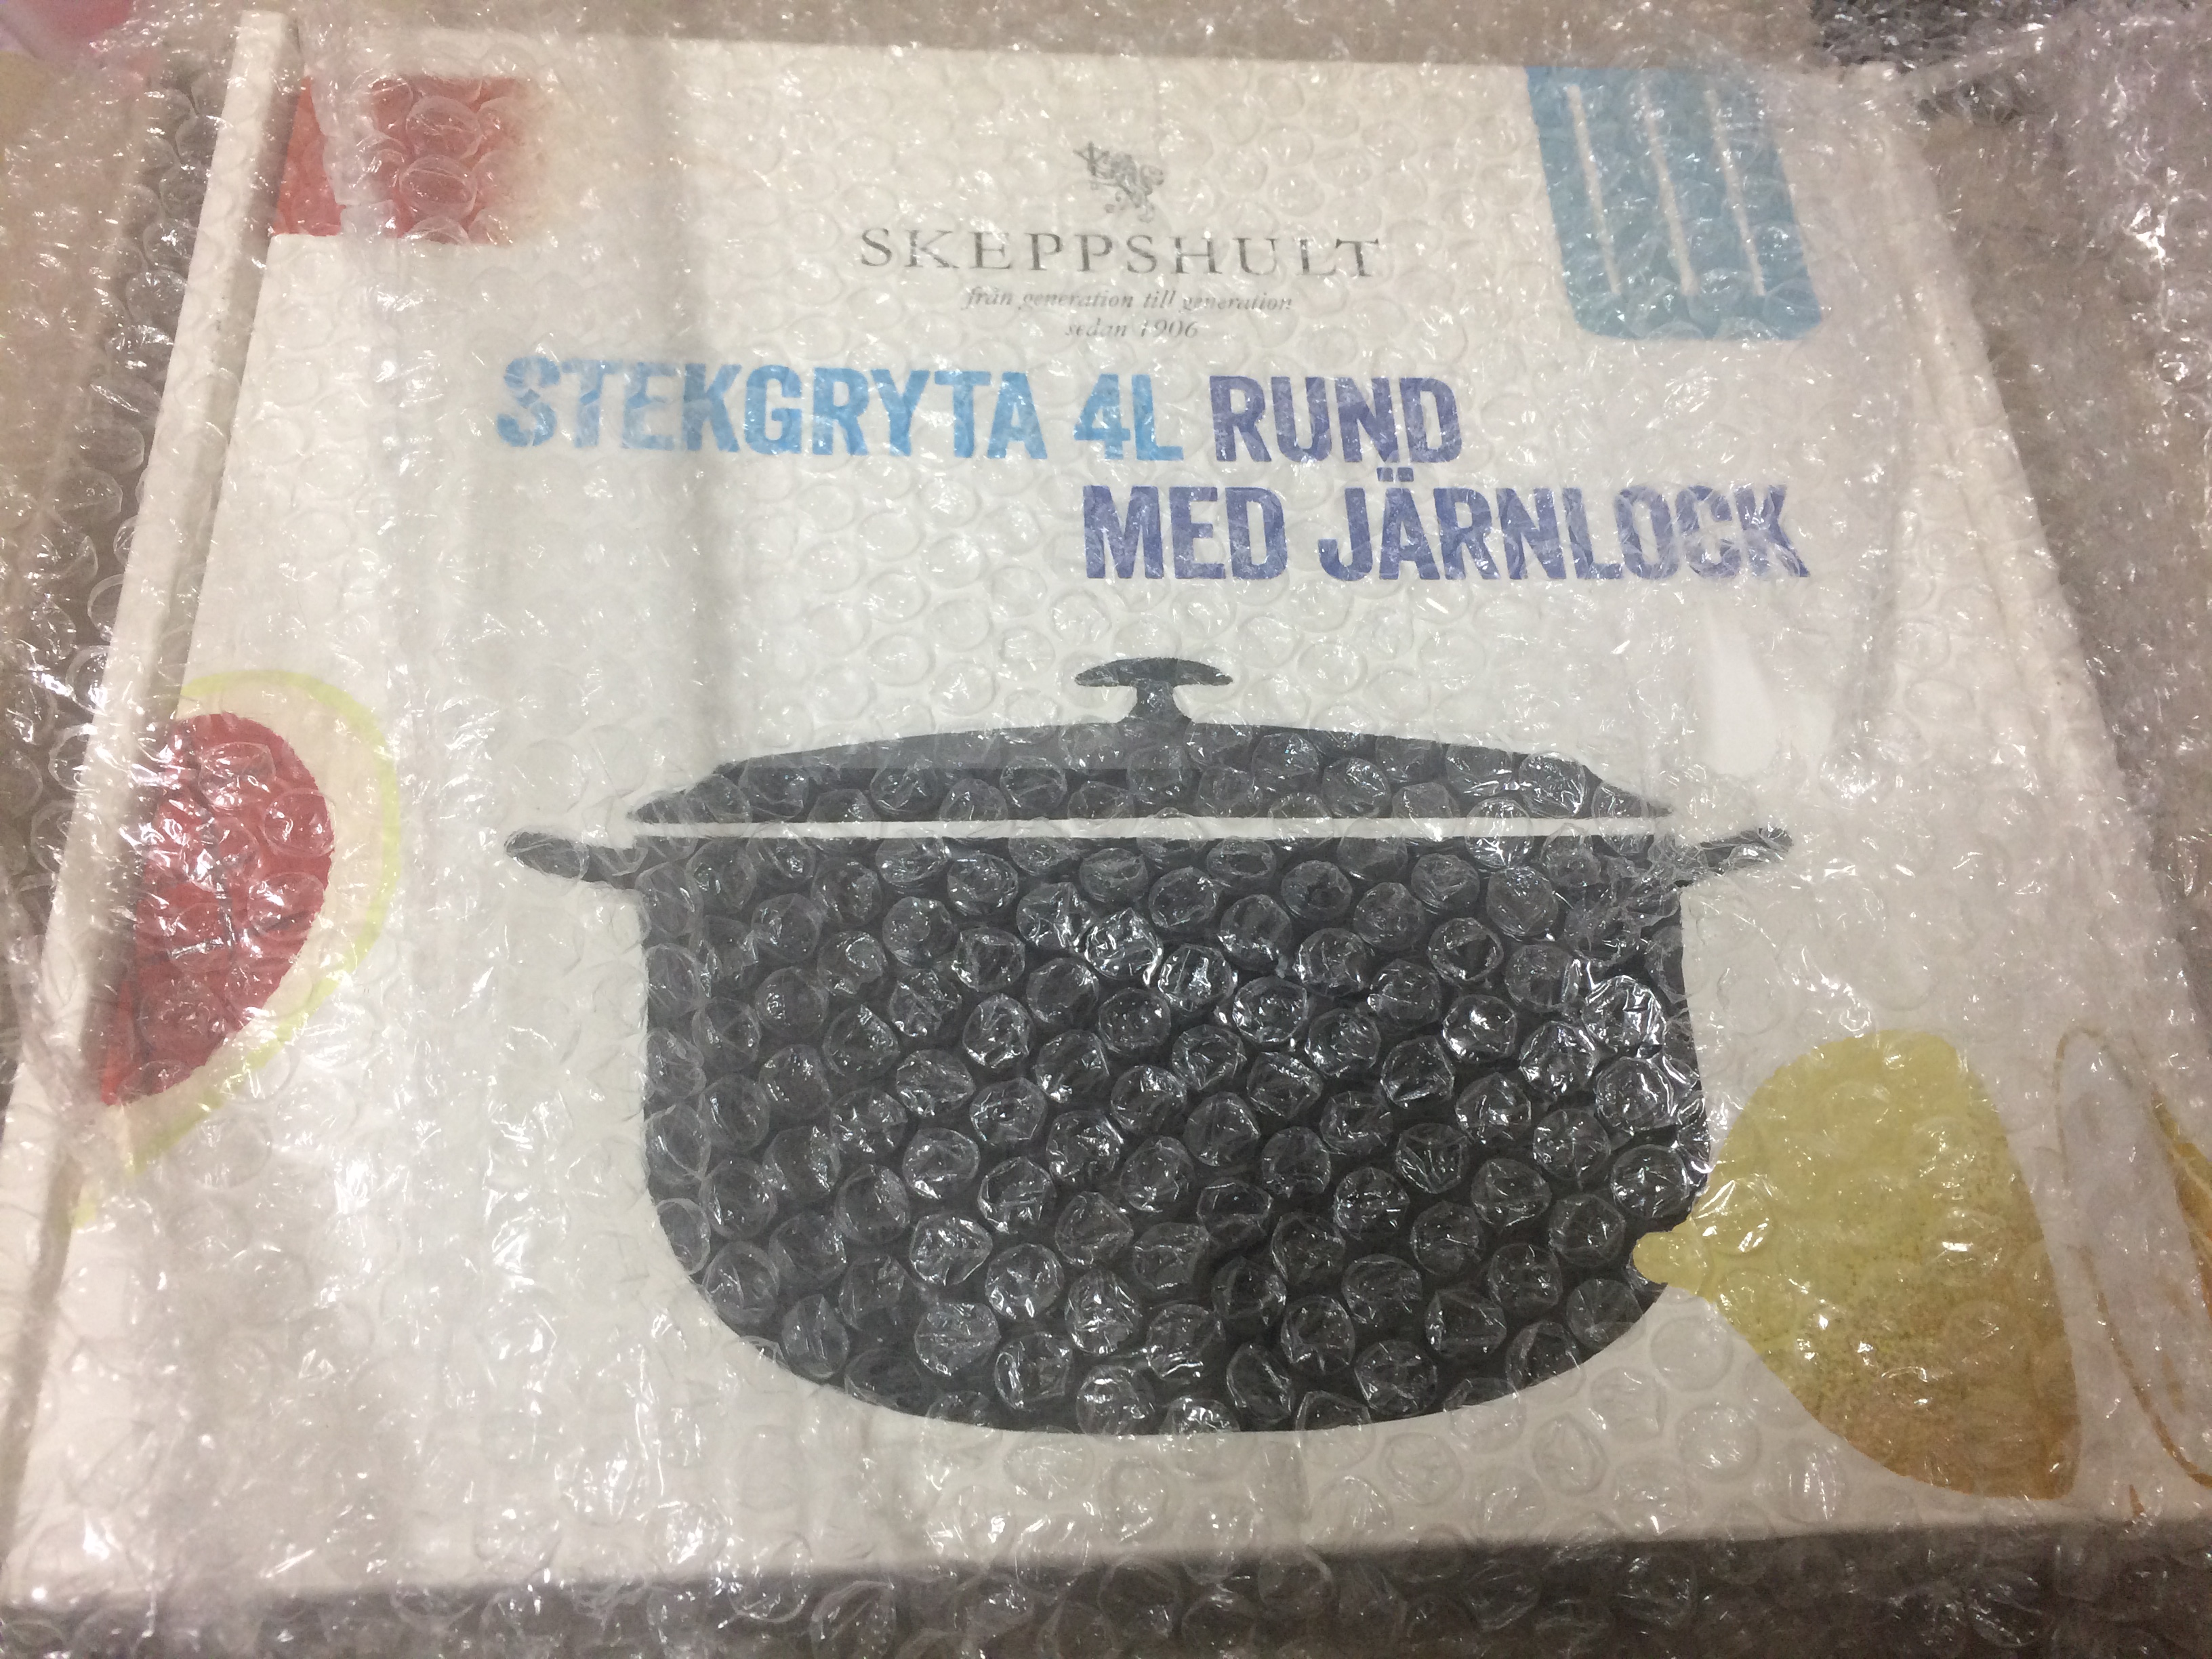 SKEPPSHULT
från generation till generation
sedan 1906
STEKGRYTA 4L RUND
MED JÄRNLOCK